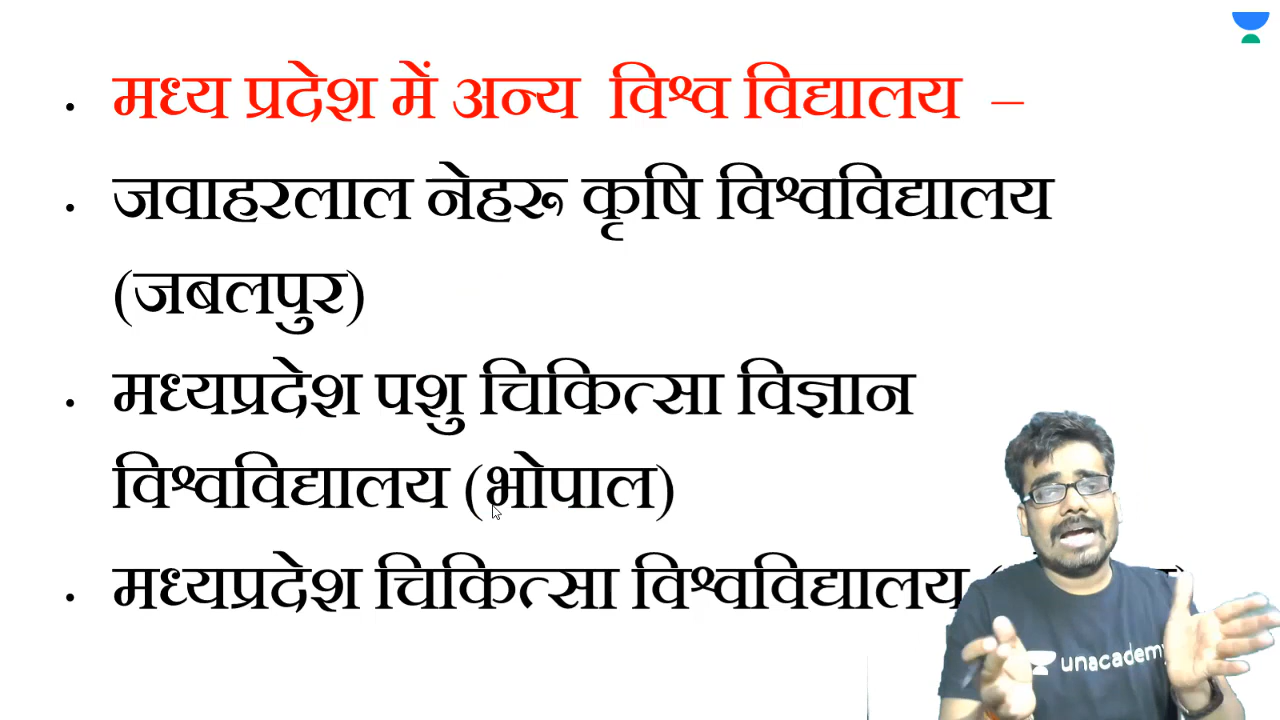 मध्य प्रदेश में अन्य विश्व विद्यालय –
जवाहरलाल नेहरू कृषि विश्वविद्यालय
(जबलपुर)
मध्यप्रदेश पशु चिकित्सा विज्ञान
विश्वविद्यालय (भोपाल)
मध्यप्रदेश चिकित्सा विश्वविद्यालय
unacademy